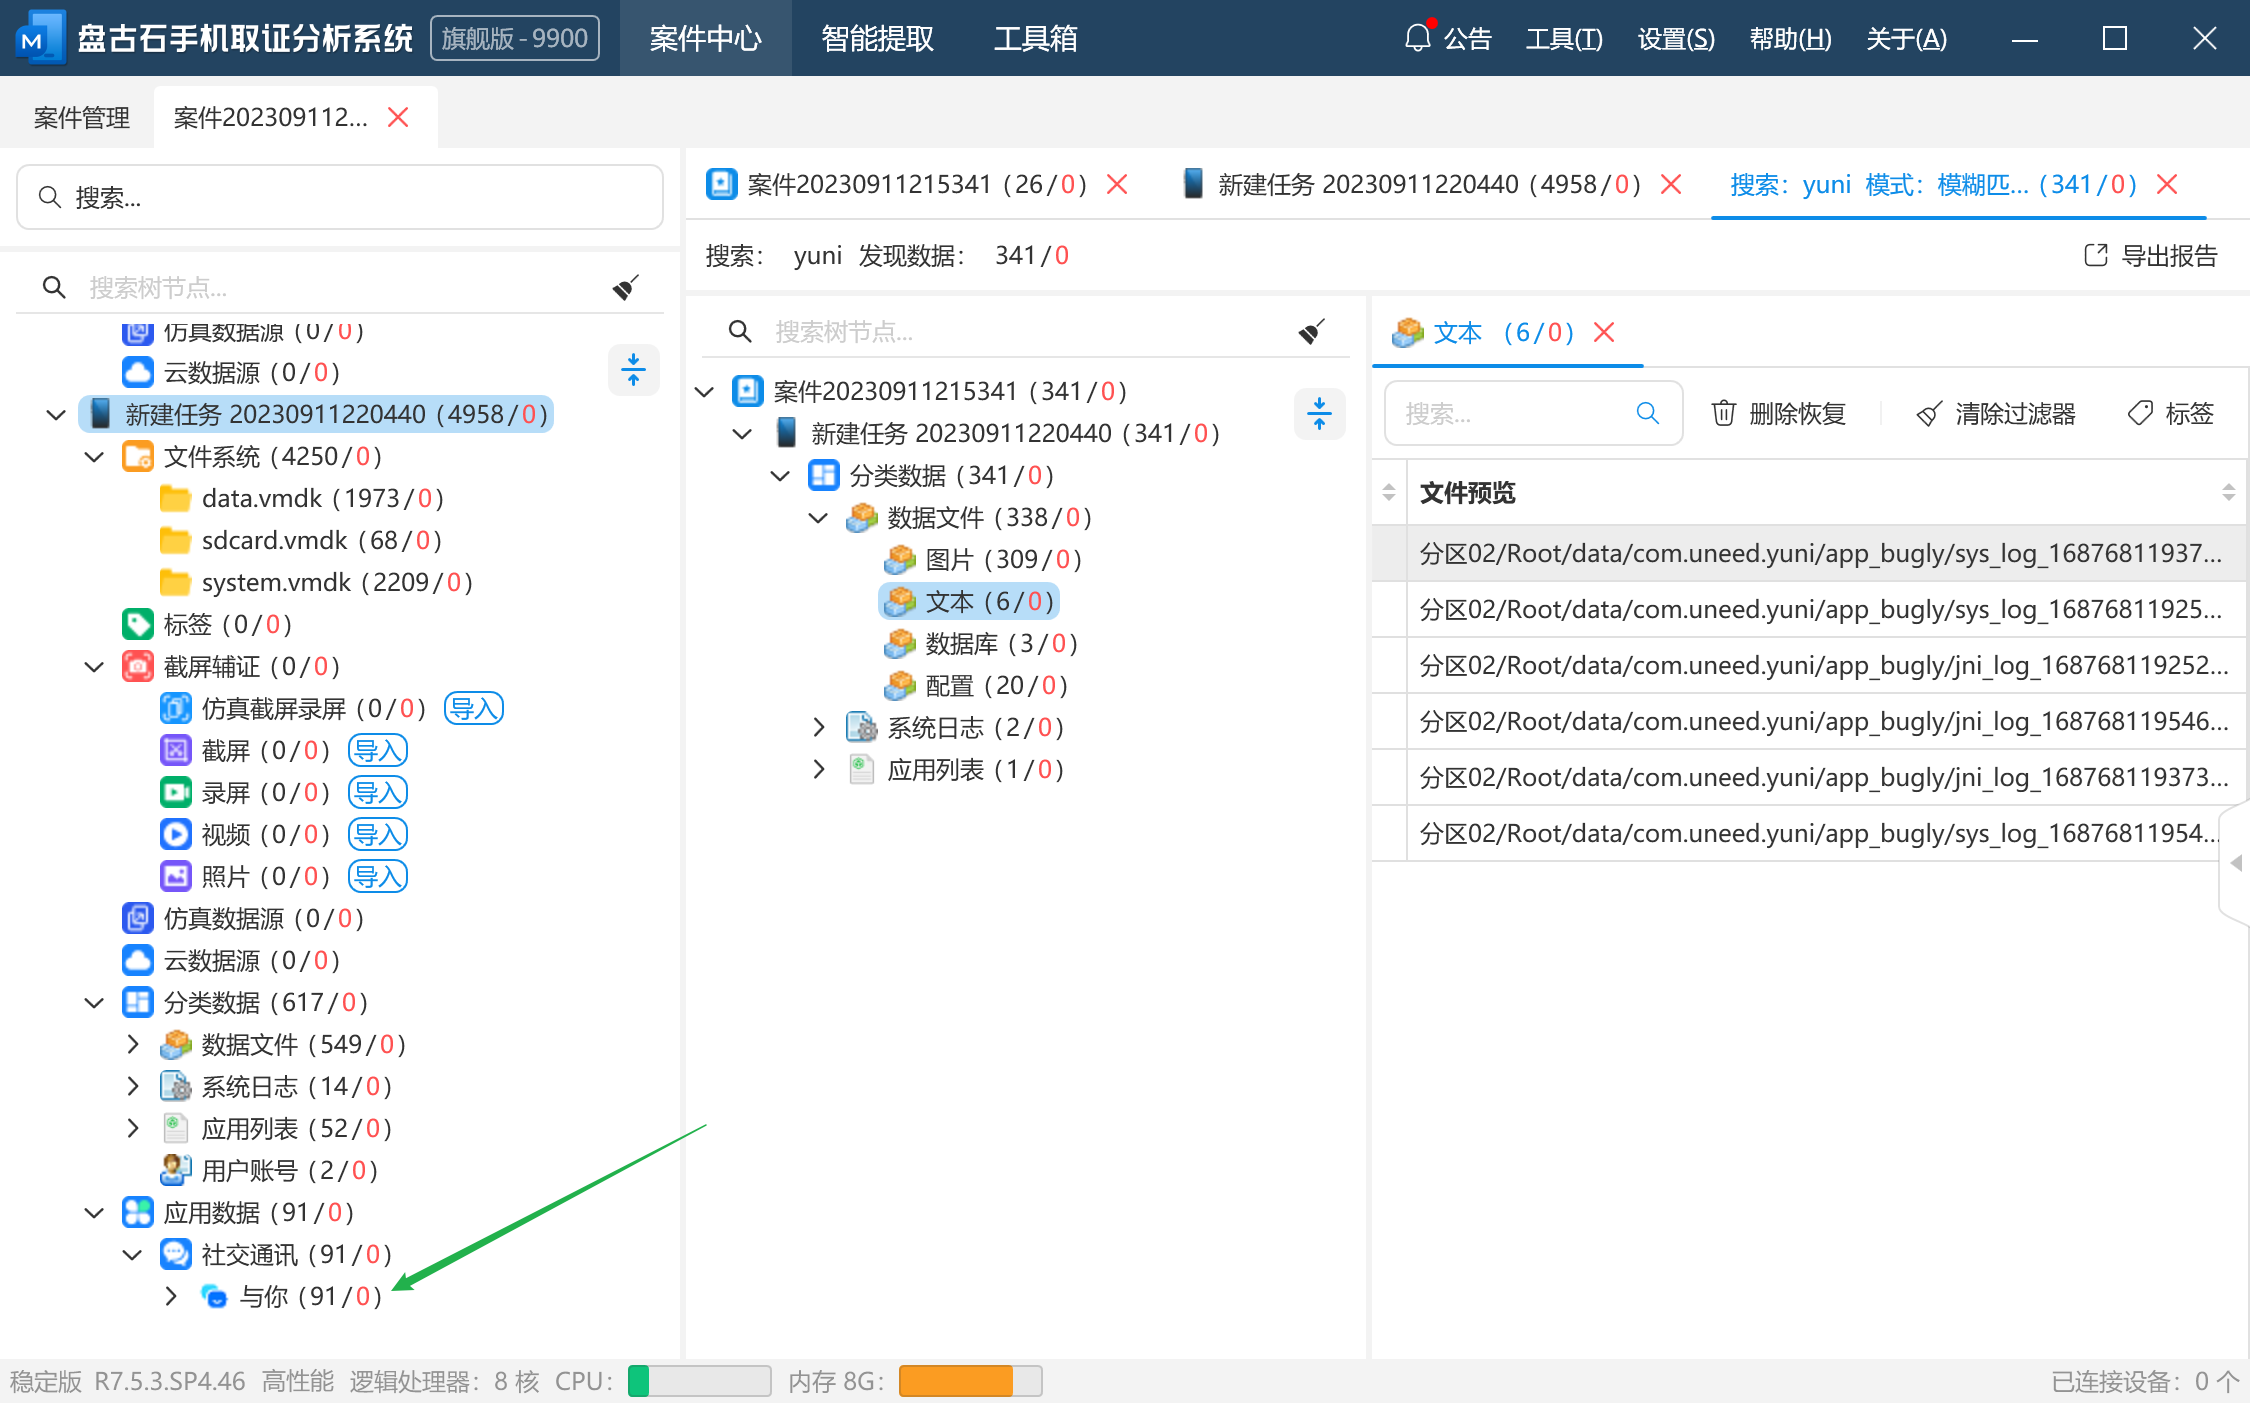 盘古石手机取证分析系统 旗舰版 - 9900 案件中心 智能提取 工具箱 公告 工具(T) 设置(S) 帮助(H) 关于(A)
案件管理 案件202309112...
搜索...
搜索树节点...
仿真数据源 (0/0)
云数据源 (0/0)
新建任务 20230911220440 (4958/0)
文件系统 (4250/0)
data.vmdk (1973/0)
sdcard.vmdk (68/0)
system.vmdk (2209/0)
标签 (0/0)
截屏辅证 (0/0)
仿真截屏录屏 (0/0) 导入
截屏 (0/0) 导入
录屏 (0/0) 导入
视频 (0/0) 导入
照片 (0/0) 导入
仿真数据源 (0/0)
云数据源 (0/0)
分类数据 (617/0)
数据文件 (549/0)
系统日志 (14/0)
应用列表 (52/0)
用户账号 (2/0)
应用数据 (91/0)
社交通讯 (91/0)
与你 (91/0)
案件20230911215341 (26/0) 新建任务 20230911220440 (4958/0) 搜索：yuni 模式：模糊匹... (341/0)
搜索： yuni 发现数据： 341/0 导出报告
搜索树节点...
案件20230911215341 (341/0)
新建任务 20230911220440 (341/0)
分类数据 (341/0)
数据文件 (338/0)
图片 (309/0)
文本 (6/0)
数据库 (3/0)
配置 (20/0)
系统日志 (2/0)
应用列表 (1/0)
文本 (6/0)
搜索... 删除恢复 清除过滤器 标签
文件预览
分区02/Root/data/com.uneed.yuni/app_bugly/sys_log_16876811937...
分区02/Root/data/com.uneed.yuni/app_bugly/sys_log_16876811925...
分区02/Root/data/com.uneed.yuni/app_bugly/jni_log_168768119252...
分区02/Root/data/com.uneed.yuni/app_bugly/jni_log_168768119546...
分区02/Root/data/com.uneed.yuni/app_bugly/jni_log_168768119373...
分区02/Root/data/com.uneed.yuni/app_bugly/sys_log_16876811954...
稳定版 R7.5.3.SP4.46 高性能 逻辑处理器：8 核 CPU： 内存 8G： 已连接设备：0 个